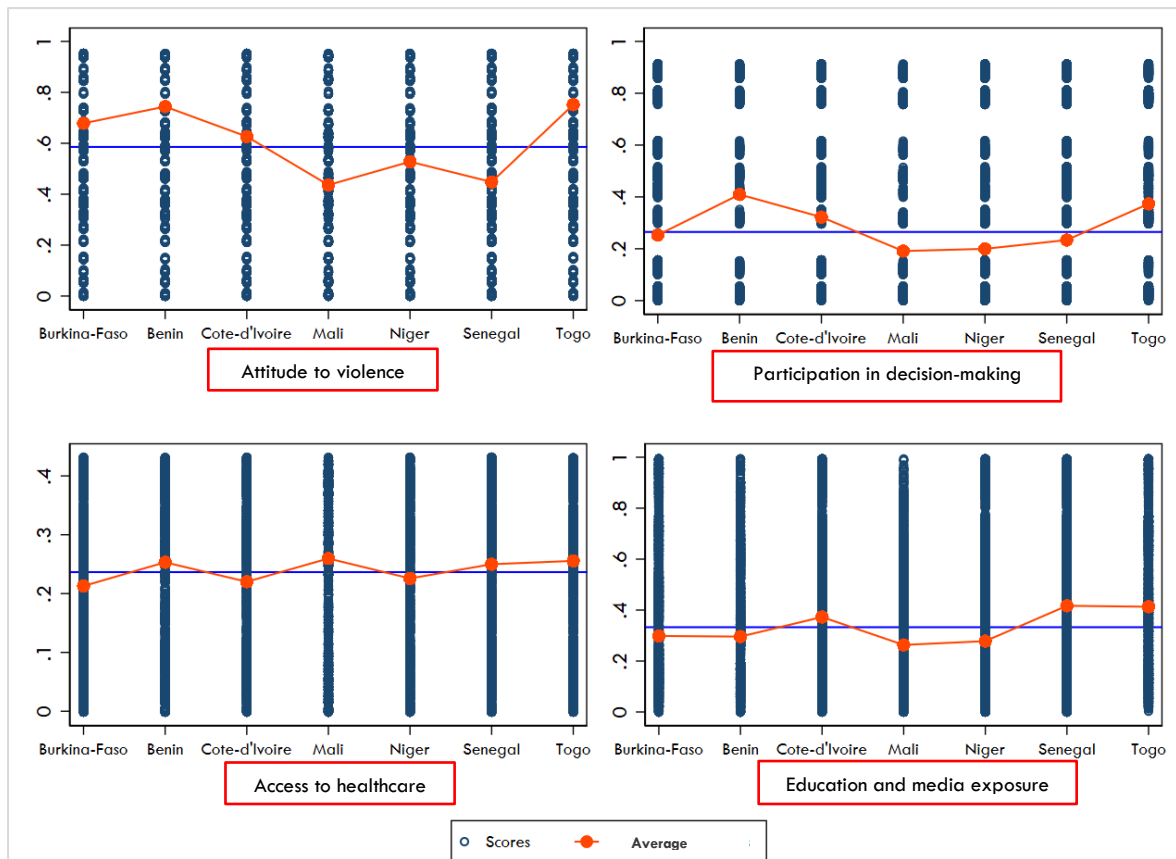 1
.8
.6
.4
.2
0
Burkina-Faso Benin Cote-d'Ivoire Mali Niger Senegal Togo
Attitude to violence
1
.8
.6
.4
.2
0
Burkina-Faso Benin Cote-d'Ivoire Mali Niger Senegal Togo
Participation in decision-making
.4
.3
.2
.1
0
Burkina-Faso Benin Cote-d'Ivoire Mali Niger Senegal Togo
Access to healthcare
1
.8
.6
.4
.2
0
Burkina-Faso Benin Cote-d'Ivoire Mali Niger Senegal Togo
Education and media exposure
Scores Average